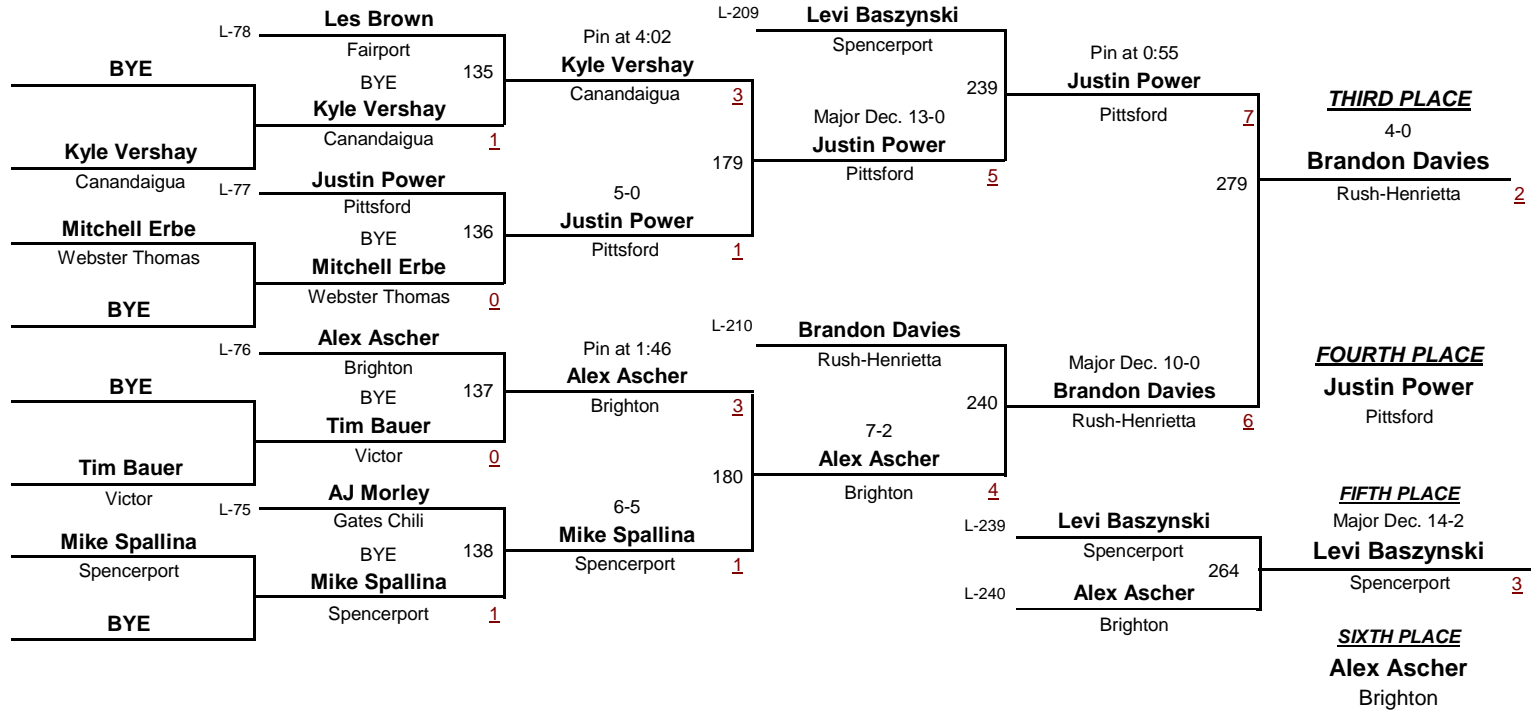 BYE
Kyle Vershay
Canandaigua
Mitchell Erbe
Webster Thomas
BYE
BYE
Tim Bauer
Victor
Mike Spallina
Spencerport
BYE
L-78
Les Brown
Fairport
BYE
135
Kyle Vershay
Canandaigua
1
L-77
Justin Power
Pittsford
BYE
136
Mitchell Erbe
Webster Thomas
0
L-76
Alex Ascher
Brighton
BYE
137
Tim Bauer
Victor
0
L-75
AJ Morley
Gates Chili
BYE
138
Mike Spallina
Spencerport
1
Pin at 4:02
Kyle Vershay
Canandaigua
3
179
5-0
Justin Power
Pittsford
1
Pin at 1:46
Alex Ascher
Brighton
3
180
6-5
Mike Spallina
Spencerport
1
L-209
Levi Baszynski
Spencerport
239
Major Dec. 13-0
Justin Power
Pittsford
5
L-210
Brandon Davies
Rush-Henrietta
240
7-2
Alex Ascher
Brighton
4
Pin at 0:55
Justin Power
Pittsford
7
279
Major Dec. 10-0
Brandon Davies
Rush-Henrietta
6
L-239
Levi Baszynski
Spencerport
264
L-240
Alex Ascher
Brighton
THIRD PLACE
4-0
Brandon Davies
Rush-Henrietta
2
FOURTH PLACE
Justin Power
Pittsford
FIFTH PLACE
Major Dec. 14-2
Levi Baszynski
Spencerport
3
SIXTH PLACE
Alex Ascher
Brighton